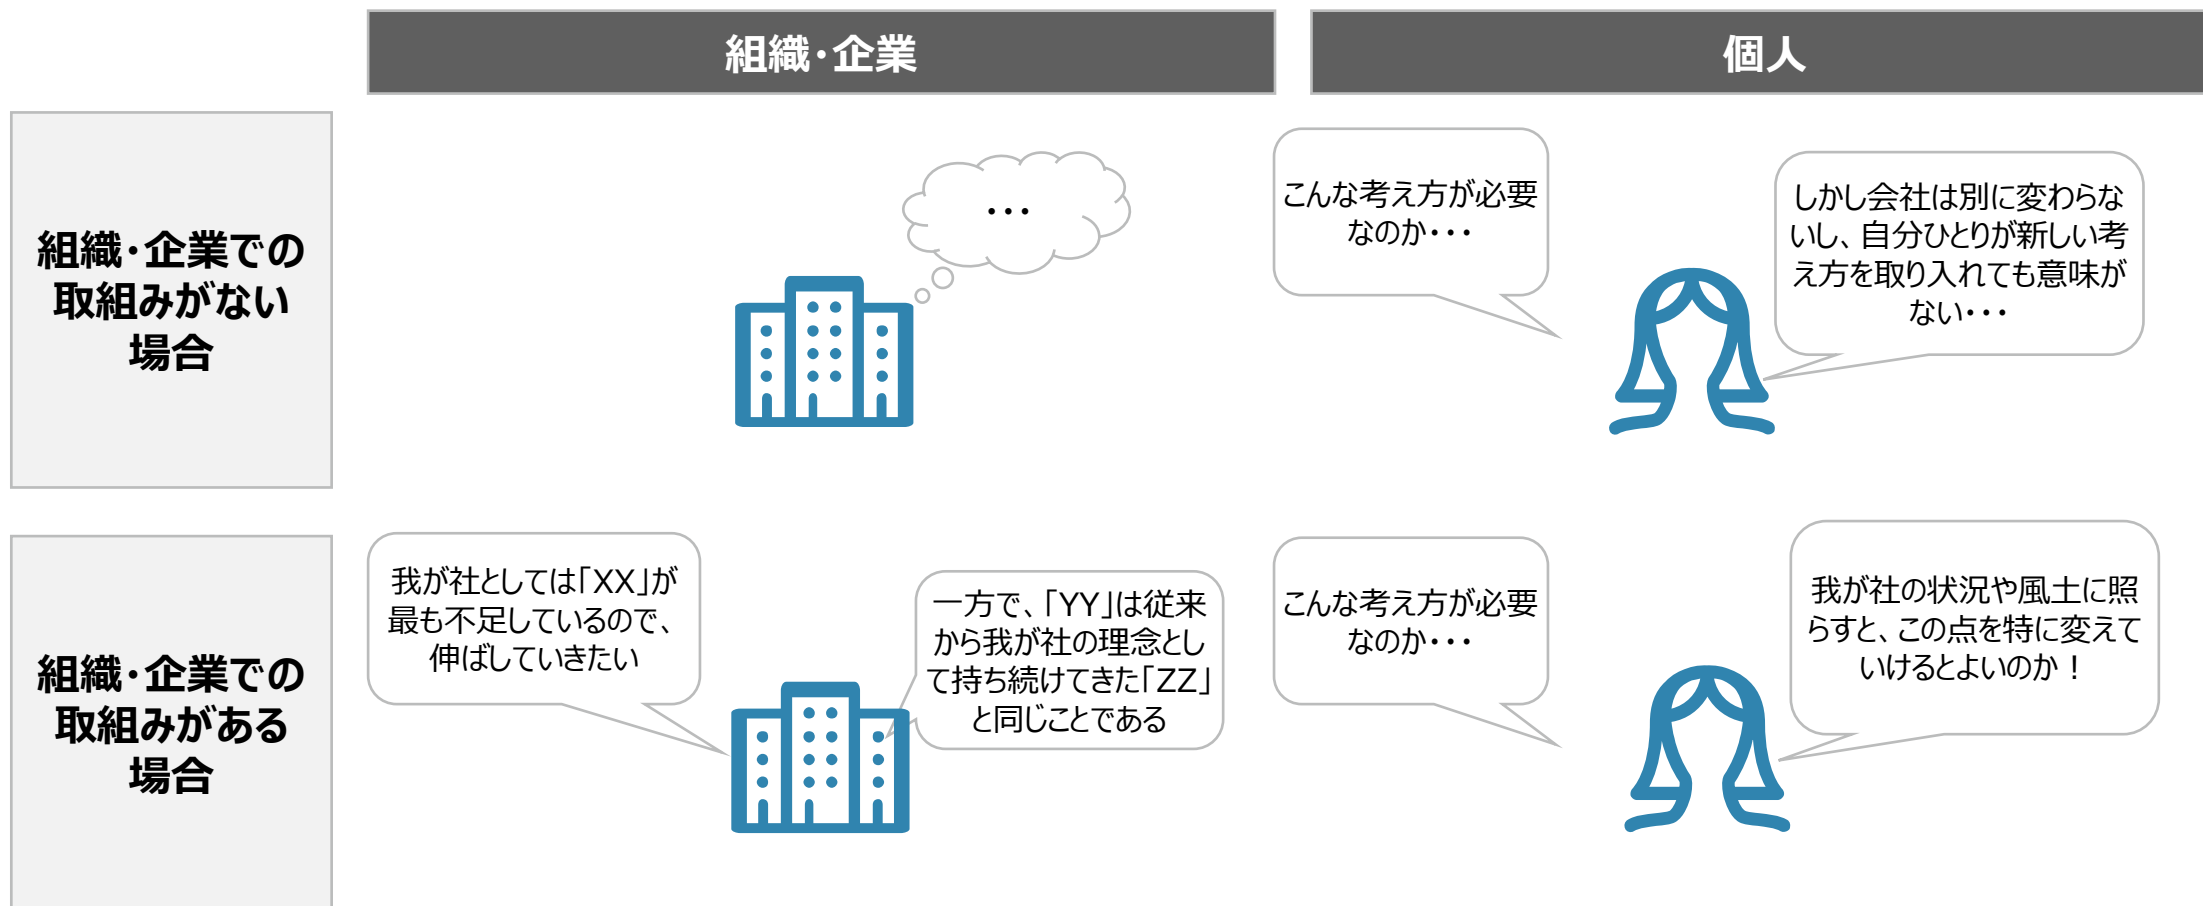 組織・企業
個人
組織・企業での
取組みがない
場合
・・・
こんな考え方が必要
なのか・・・
しかし会社は別に変わらな
いし、自分ひとりが新しい考
え方を取り入れても意味が
ない・・・
組織・企業での
取組みがある
場合
我が社としては「XX」が
最も不足しているので、
伸ばしていきたい
一方で、「YY」は従来
から我が社の理念とし
て持ち続けてきた「ZZ」
と同じことである
こんな考え方が必要
なのか・・・
我が社の状況や風土に照
らすと、この点を特に変えて
いけるとよいのか！